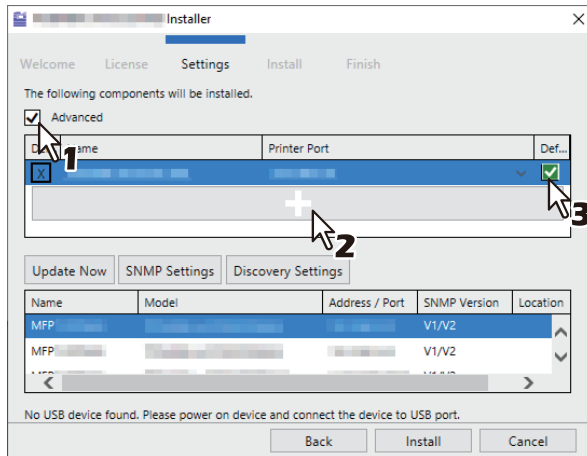 Installer
Welcome License Settings Install Finish
The following components will be installed.
Advanced
1
Name Printer Port Def...
X
2
3
Update Now SNMP Settings Discovery Settings
Name Model Address / Port SNMP Version Location
MFP V1/V2
MFP V1/V2
No USB device found. Please power on device and connect the device to USB port.
Back Install Cancel